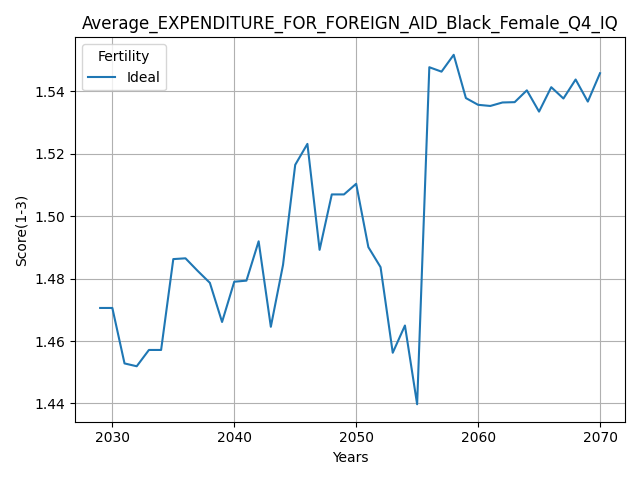 Average_EXPENDITURE_FOR_FOREIGN_AID_Black_Female_Q4_IQ
Fertility
Ideal
1.54
1.52
1.50
1.48
1.46
1.44
Score(1-3)
2030 2040 2050 2060 2070
Years